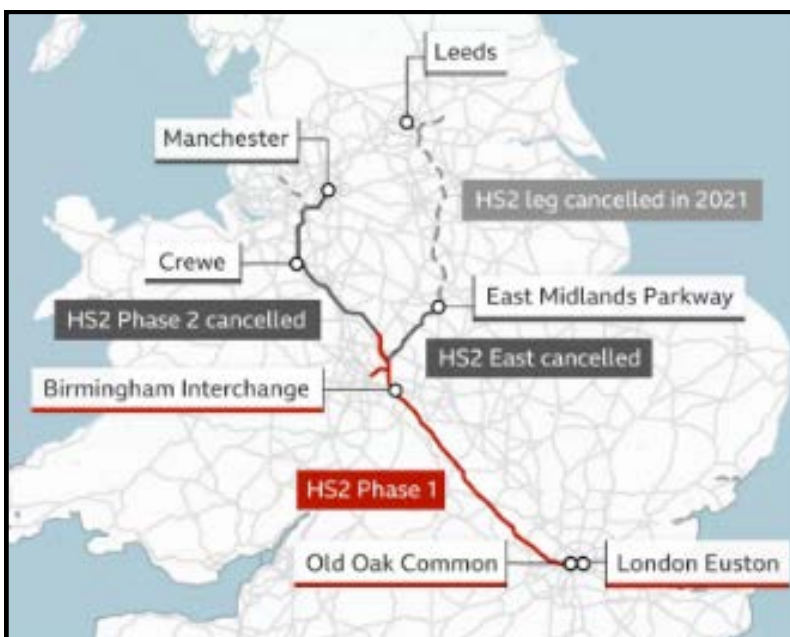 Leeds
Manchester
HS2 leg cancelled in 2021
Crewe
East Midlands Parkway
HS2 Phase 2 cancelled
HS2 East cancelled
Birmingham Interchange
HS2 Phase 1
Old Oak Common
London Euston